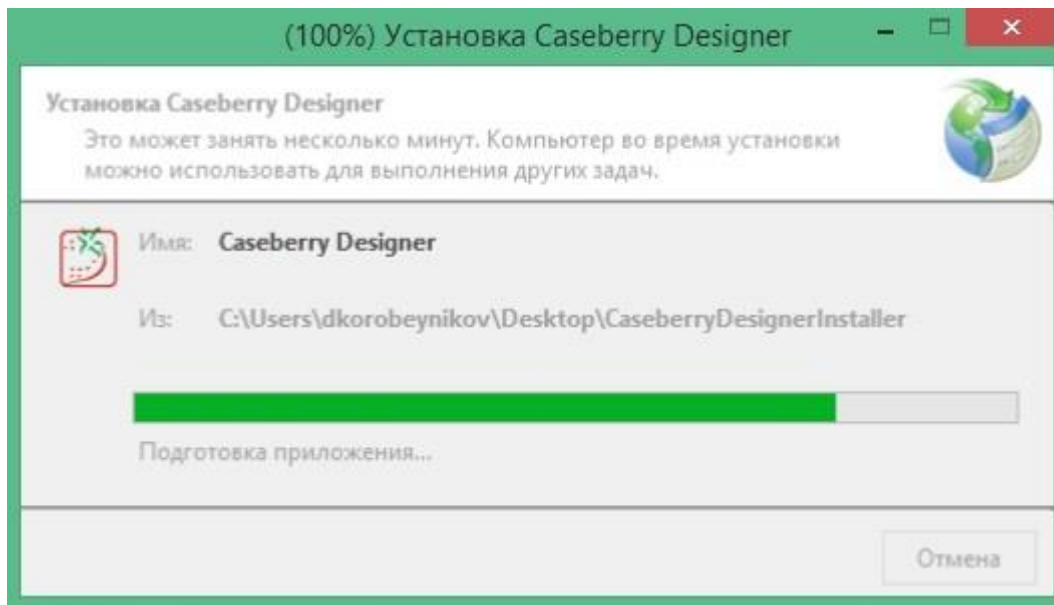 (100%) Установка Caseberry Designer
Установка Caseberry Designer
Это может занять несколько минут. Компьютер во время установки
можно использовать для выполнения других задач.
Имя: Caseberry Designer
Из: C:\Users\dkorobeynikov\Desktop\CaseberryDesignerInstaller
Подготовка приложения...
Отмена